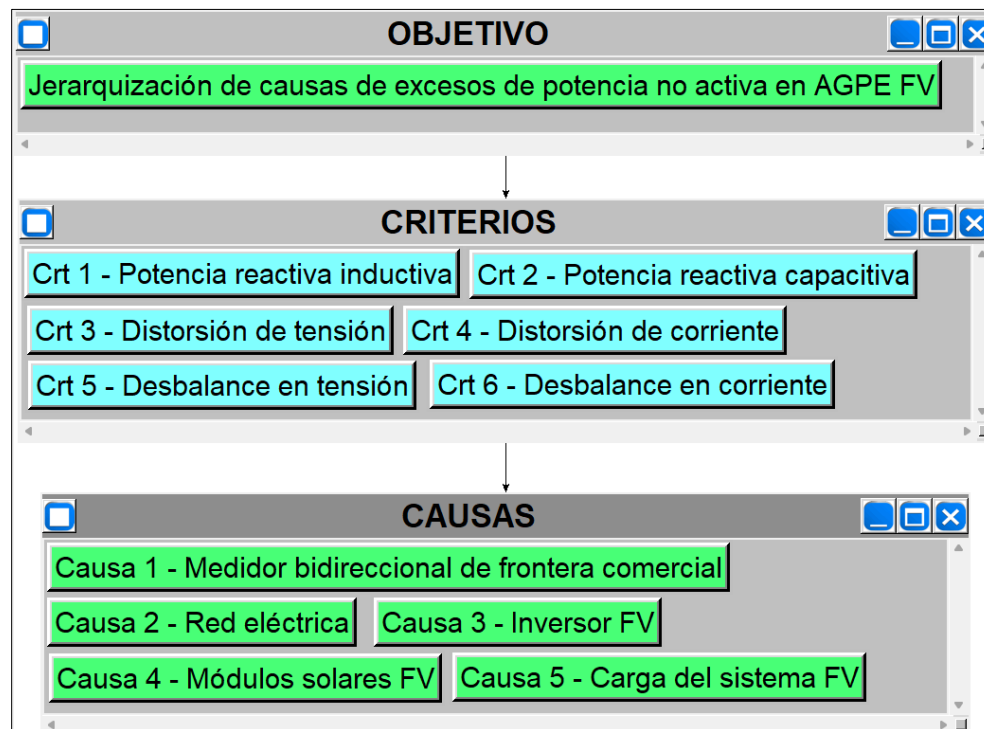 OBJETIVO
Jerarquización de causas de excesos de potencia no activa en AGPE FV
CRITERIOS
Crt 1 - Potencia reactiva inductiva
Crt 2 - Potencia reactiva capacitiva
Crt 3 - Distorsión de tensión
Crt 4 - Distorsión de corriente
Crt 5 - Desbalance en tensión
Crt 6 - Desbalance en corriente
CAUSAS
Causa 1 - Medidor bidireccional de frontera comercial
Causa 2 - Red eléctrica
Causa 3 - Inversor FV
Causa 4 - Módulos solares FV
Causa 5 - Carga del sistema FV